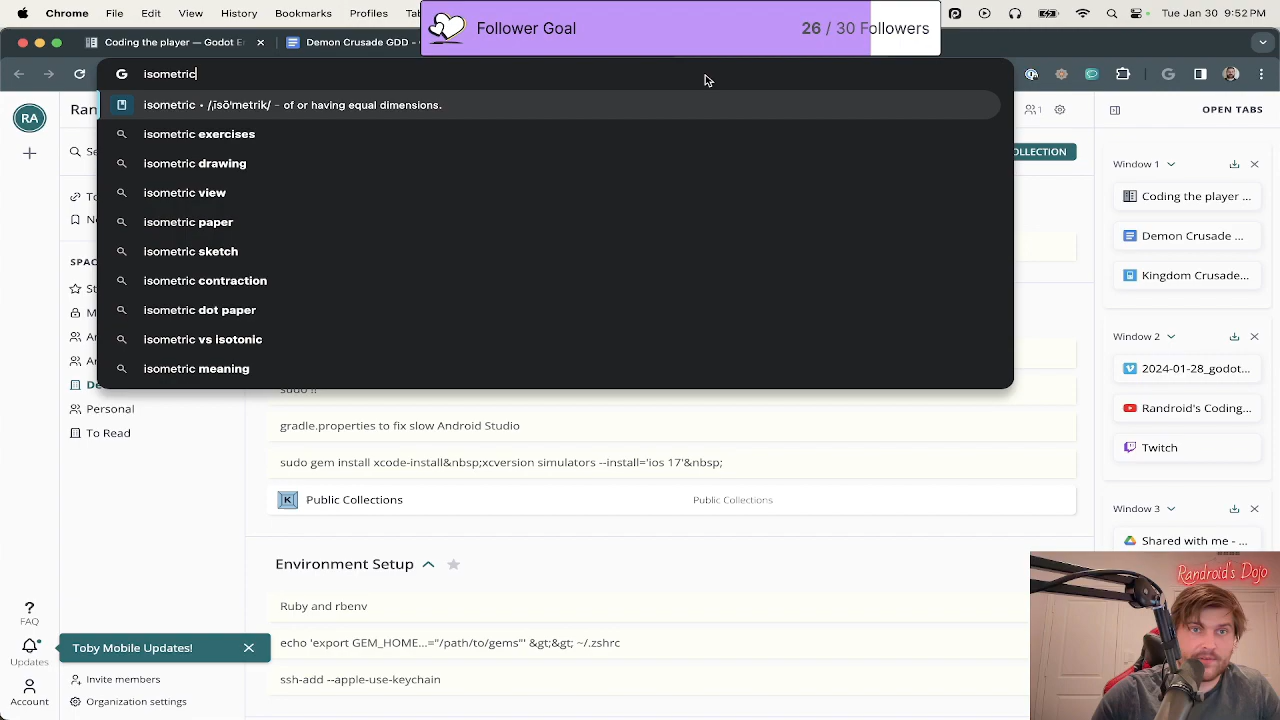 Chrome
History
Bookmarks
Profiles
Follower Goal
26 / 30 Followers
Tue Jan 30 9:52 PM
Coding the player — Godot E
Demon Crusade GDD -
isometric
isometric • /ˌīsōˈmetrik/ - of or having equal dimensions.
isometric exercises
isometric drawing
isometric view
isometric paper
isometric sketch
isometric contraction
isometric dot paper
isometric vs isotonic
isometric meaning
RA
Ran
OLLECTION
1
OPEN TABS
Window 1
Coding the player ...
Demon Crusade ...
Kingdom Crusade...
Window 2
2024-01-28_godot...
Randroid's Coding...
Twitch
Window 3
Shared with me - ...
SPAC
De
Personal
To Read
sudo !!
gradle.properties to fix slow Android Studio
sudo gem install xcode-install&nbsp;xcversion simulators --install='ios 17'&nbsp;
Public Collections
Public Collections
Environment Setup
Ruby and rbenv
echo 'export GEM_HOME...="/path/to/gems"' &gt;&gt; ~/.zshrc
ssh-add --apple-use-keychain
FAQ
Updates
Toby Mobile Updates!
Account
Invite members
Organization settings
Randroid's Dojo